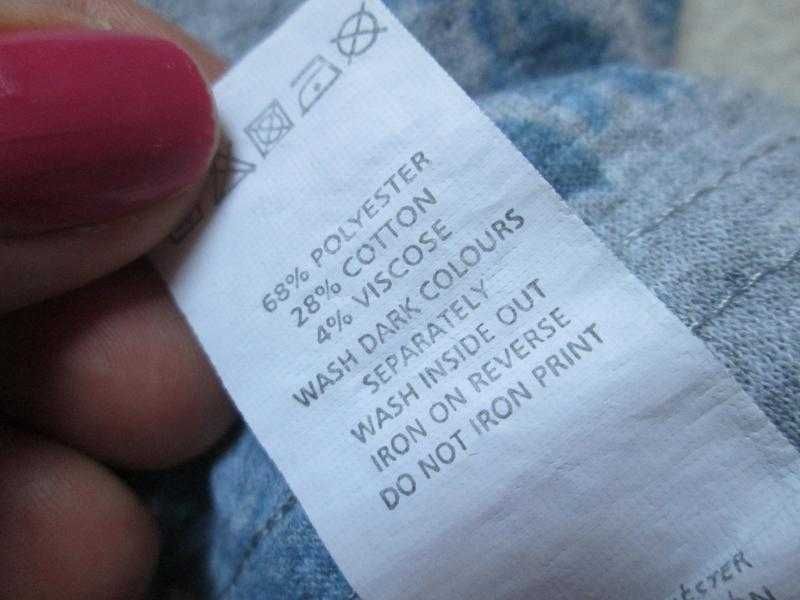 68% POLYESTER
28% COTTON
4% VISCOSE
WASH DARK COLOURS
SEPARATELY
WASH INSIDE OUT
IRON ON REVERSE
DO NOT IRON PRINT